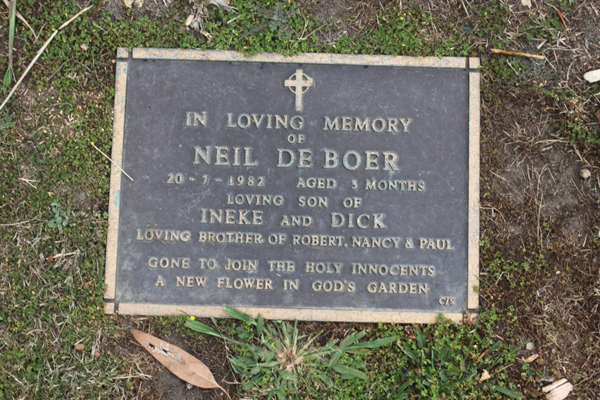 IN LOVING MEMORY
OF
NEIL DE BOER
20-7-1982 AGED 3 MONTHS
LOVING SON OF
INEKE AND DICK
LOVING BROTHER OF ROBERT, NANCY & PAUL
GONE TO JOIN THE HOLY INNOCENTS
A NEW FLOWER IN GOD'S GARDEN
CJS